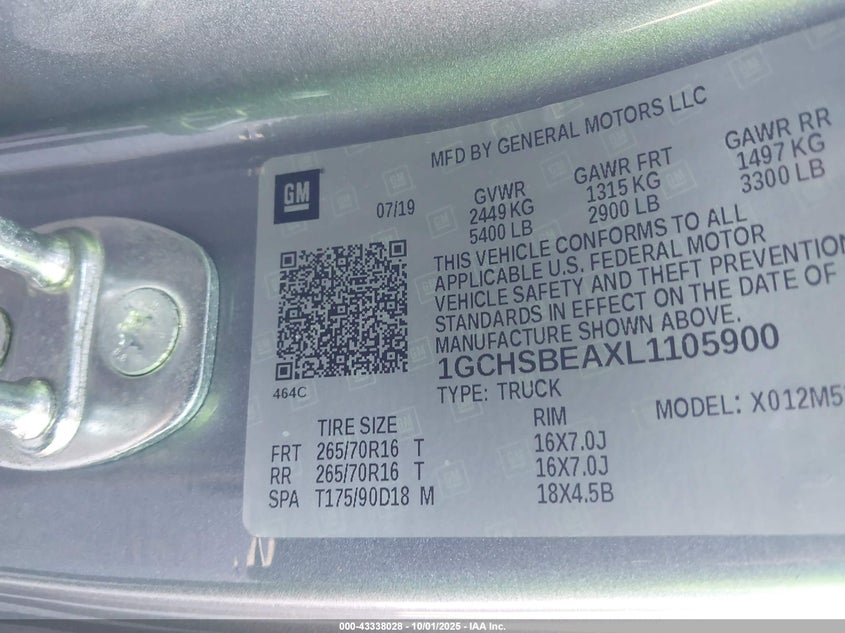 MFD BY GENERAL MOTORS LLC
GM
07/19
GVWR
2449 KG
5400 LB
GAWR FRT
1315 KG
2900 LB
GAWR RR
1497 KG
3300 LB
THIS VEHICLE CONFORMS TO ALL
APPLICABLE U.S. FEDERAL MOTOR
VEHICLE SAFETY AND THEFT PREVENTION
STANDARDS IN EFFECT ON THE DATE OF
MANUFACTURE SHOWN ABOVE.
1GCHSBEAXL1105900
464C
TYPE: TRUCK
MODEL: X012M5
TIRE SIZE
RIM
FRT 265/70R16 T 16X7.0J
RR 265/70R16 T 16X7.0J
SPA T175/90D18 M 18X4.5B
000-43338028 - 10/01/2025 - IAA Inc.